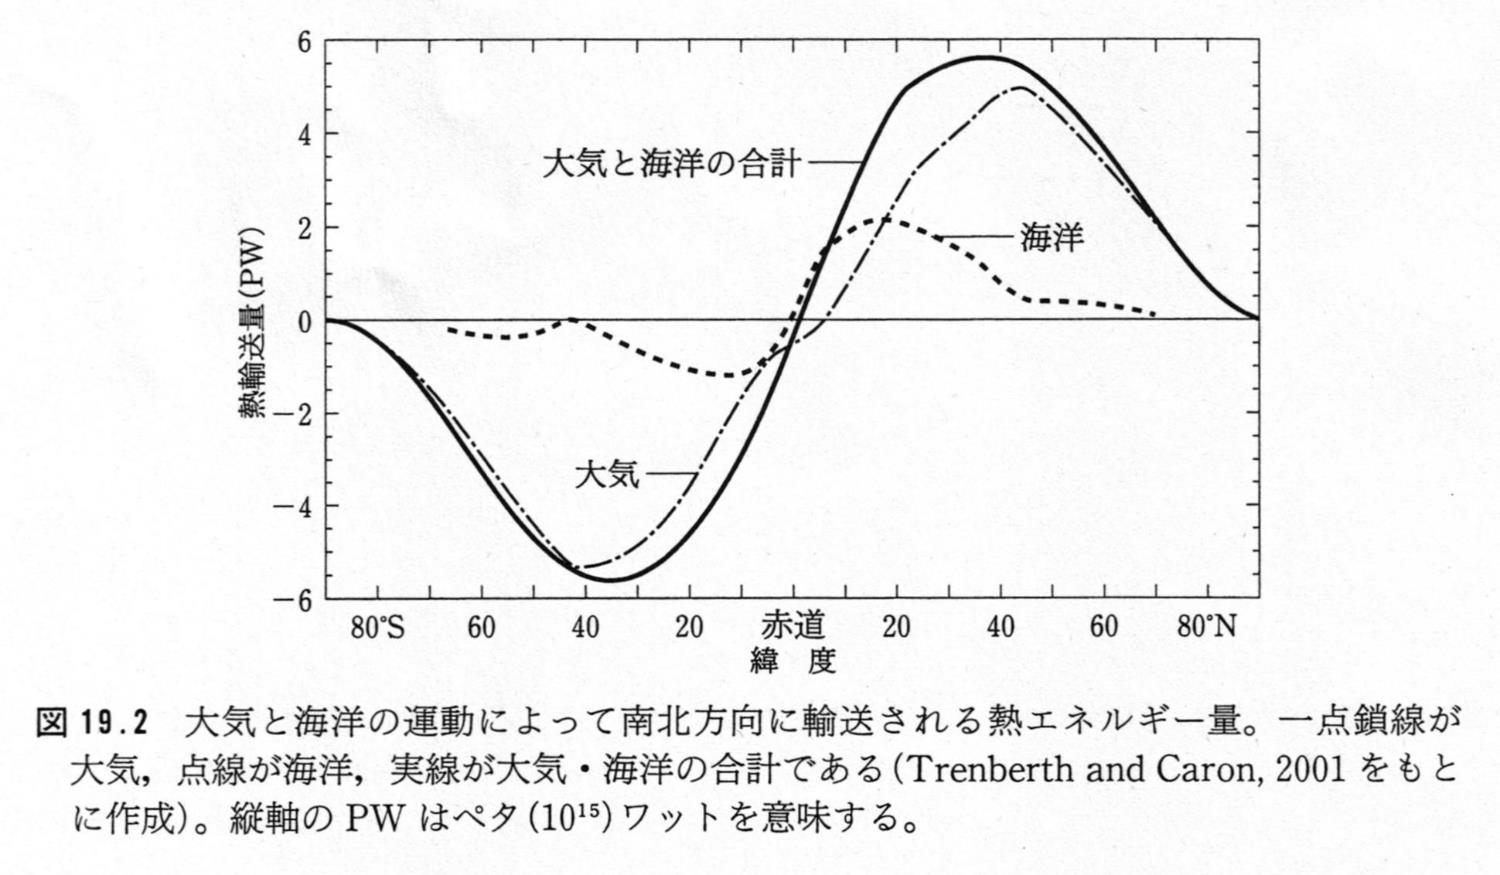 6
4
2
0
−2
−4
−6
熱輸送量(PW)
大気と海洋の合計
海洋
大気
80°S 60 40 20 赤道 20 40 60 80°N
緯 度
図 19.2 大気と海洋の運動によって南北方向に輸送される熱エネルギー量。一点鎖線が
大気，点線が海洋，実線が大気・海洋の合計である(Trenberth and Caron, 2001 をもと
に作成)。縦軸の PW はペタ(10¹⁵)ワットを意味する。